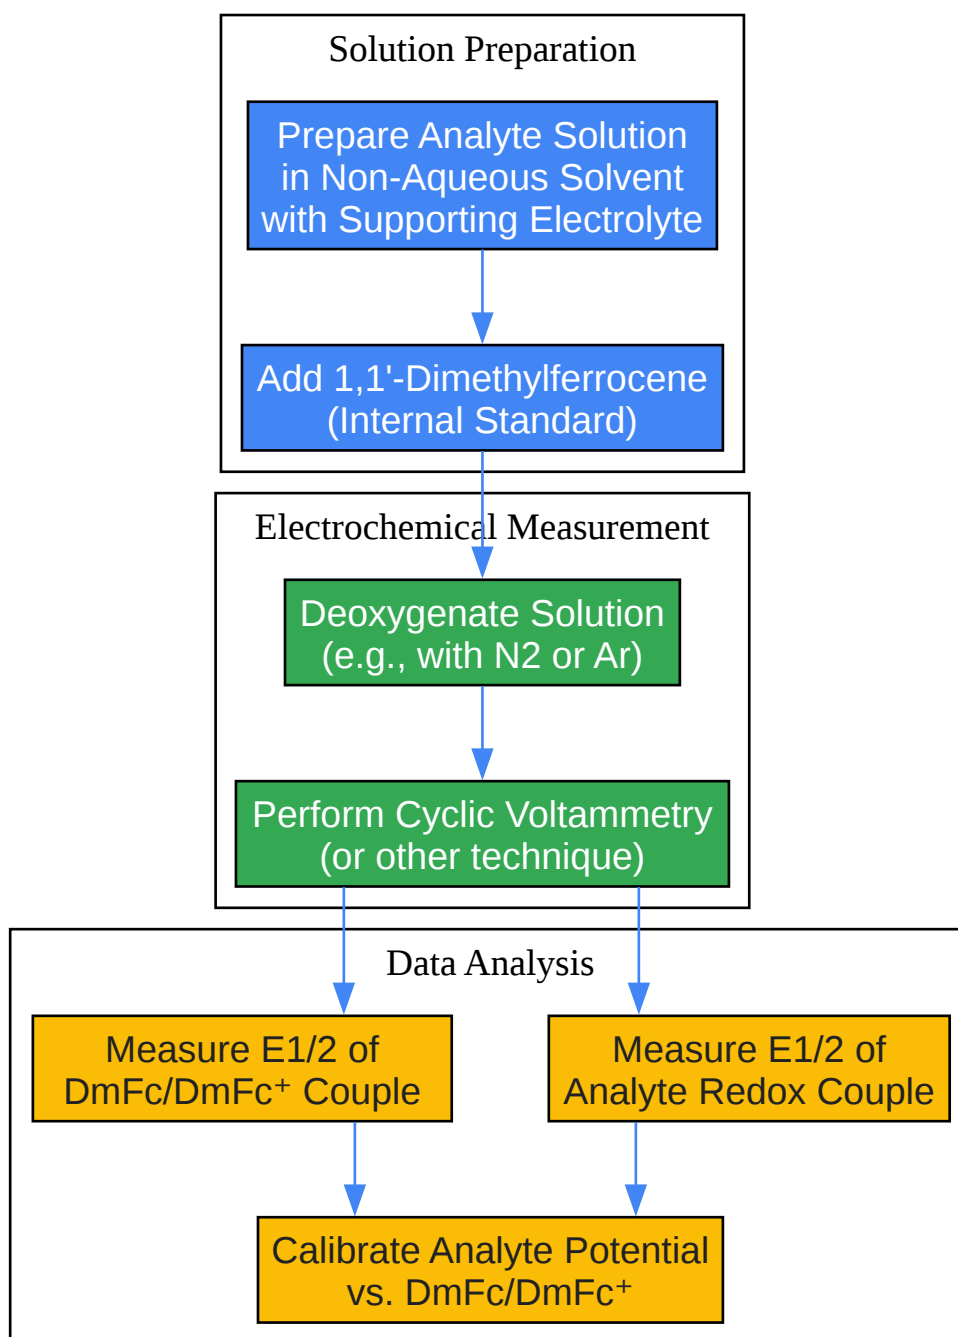 Solution Preparation
Prepare Analyte Solution
in Non-Aqueous Solvent
with Supporting Electrolyte
Add 1,1'-Dimethylferrocene
(Internal Standard)
Electrochemical Measurement
Deoxygenate Solution
(e.g., with N2 or Ar)
Perform Cyclic Voltammetry
(or other technique)
Data Analysis
Measure E1/2 of
DmFc/DmFc⁺ Couple
Measure E1/2 of
Analyte Redox Couple
Calibrate Analyte Potential
vs. DmFc/DmFc⁺